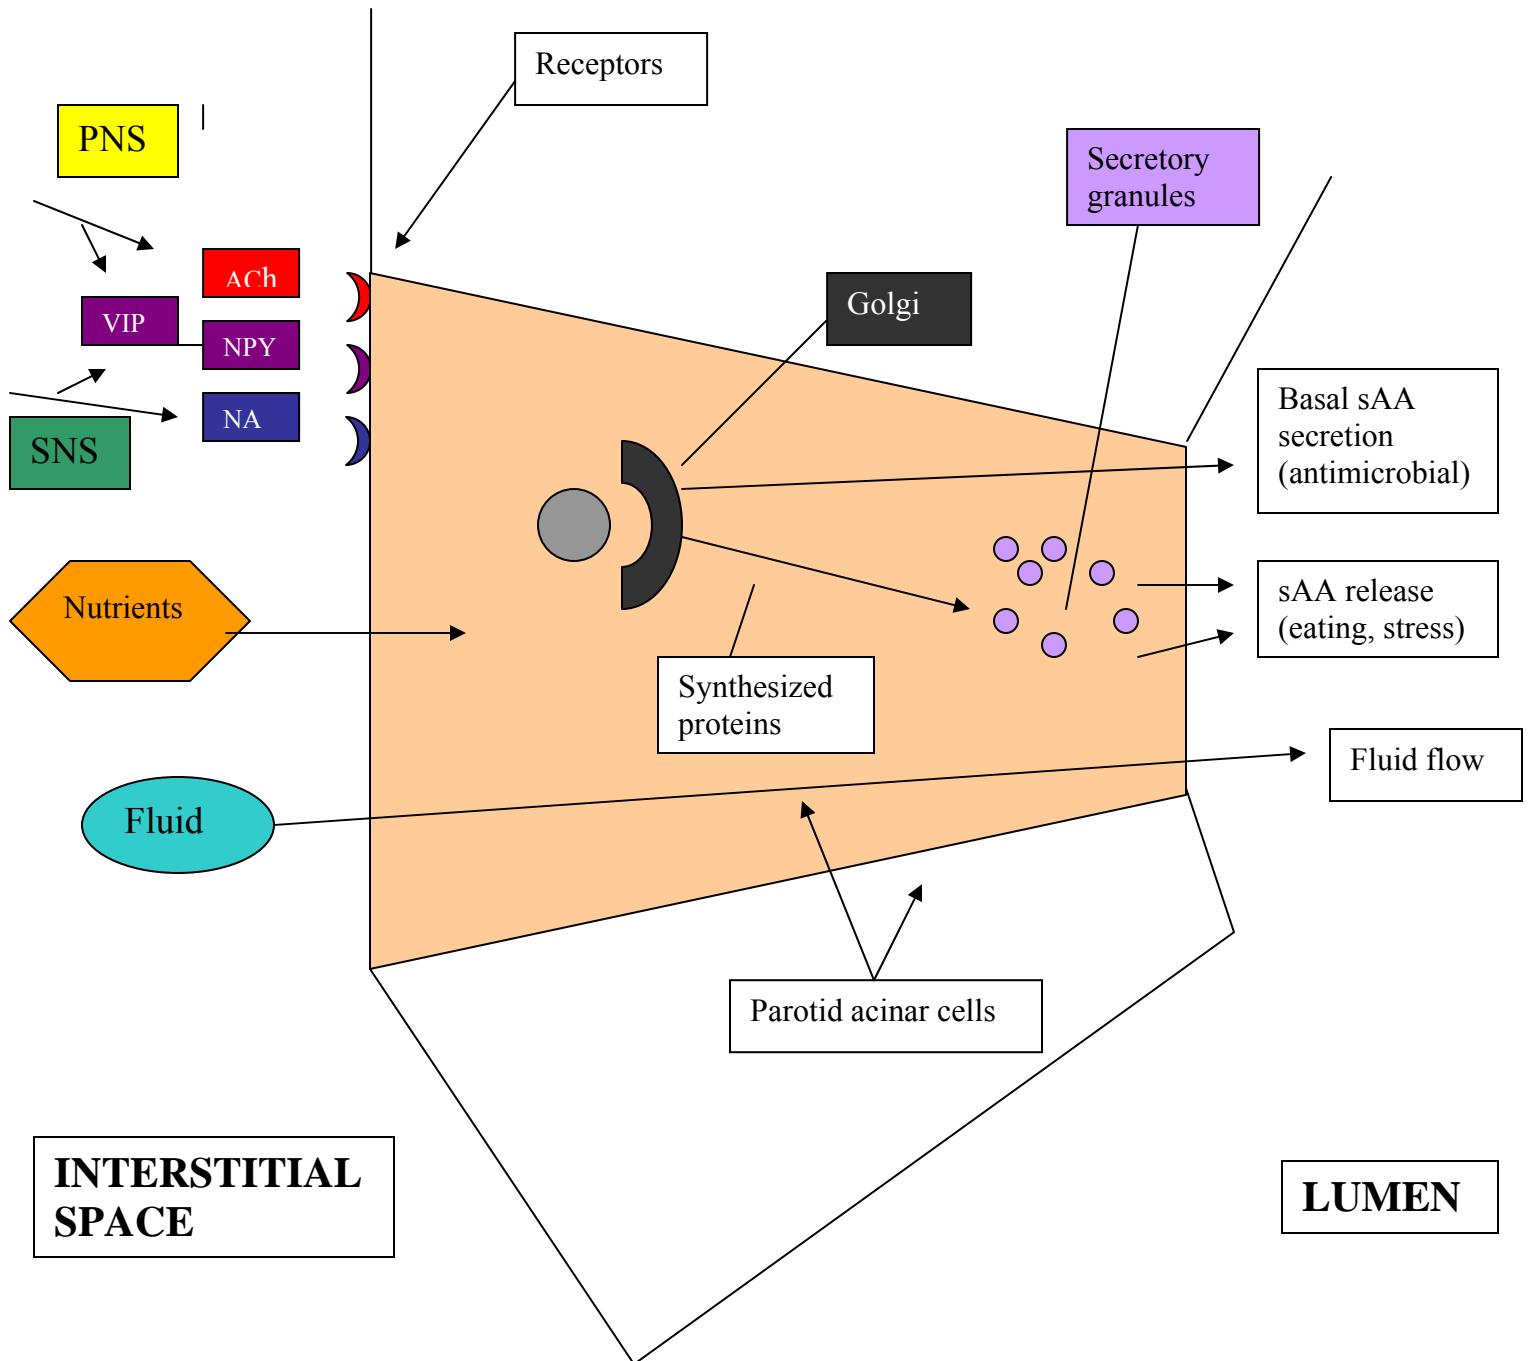 Receptors
PNS
Secretory
granules
ACh
Golgi
VIP
NPY
NA
SNS
Basal sAA
secretion
(antimicrobial)
Nutrients
sAA release
(eating, stress)
Synthesized
proteins
Fluid flow
Fluid
Parotid acinar cells
INTERSTITIAL
SPACE
LUMEN